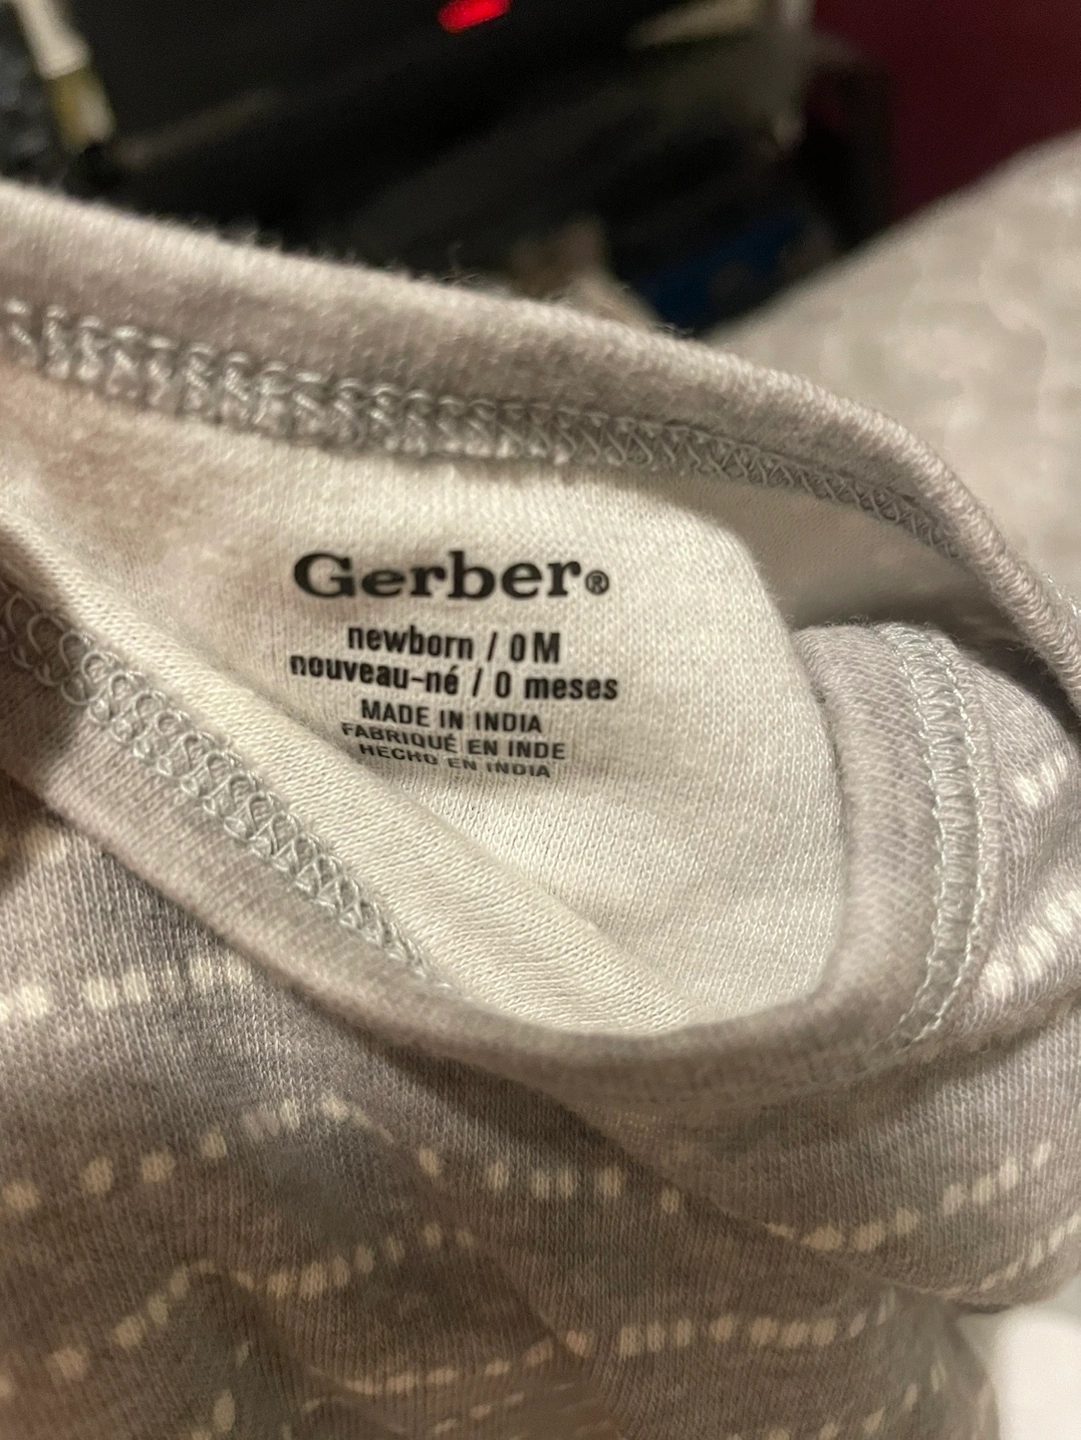 Gerber®
newborn / 0M
nouveau-né / 0 meses
MADE IN INDIA
FABRIQUÉ EN INDE
HECHO EN INDIA